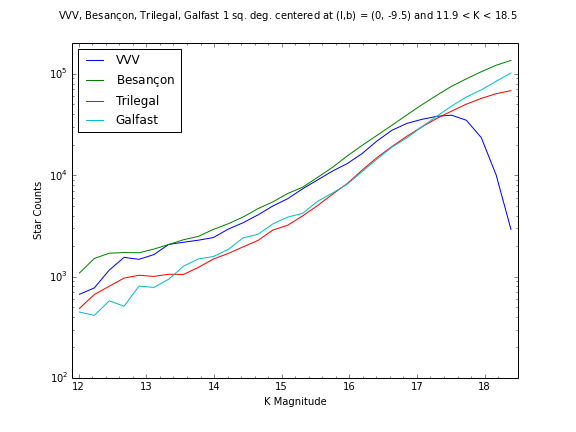 VVV, Besançon, Trilegal, Galfast 1 sq. deg. centered at (l,b) = (0, -9.5) and 11.9 < K < 18.5
VVV
Besançon
Trilegal
Galfast
10^5
10^4
10^3
10^2
Star Counts
12 13 14 15 16 17 18
K Magnitude